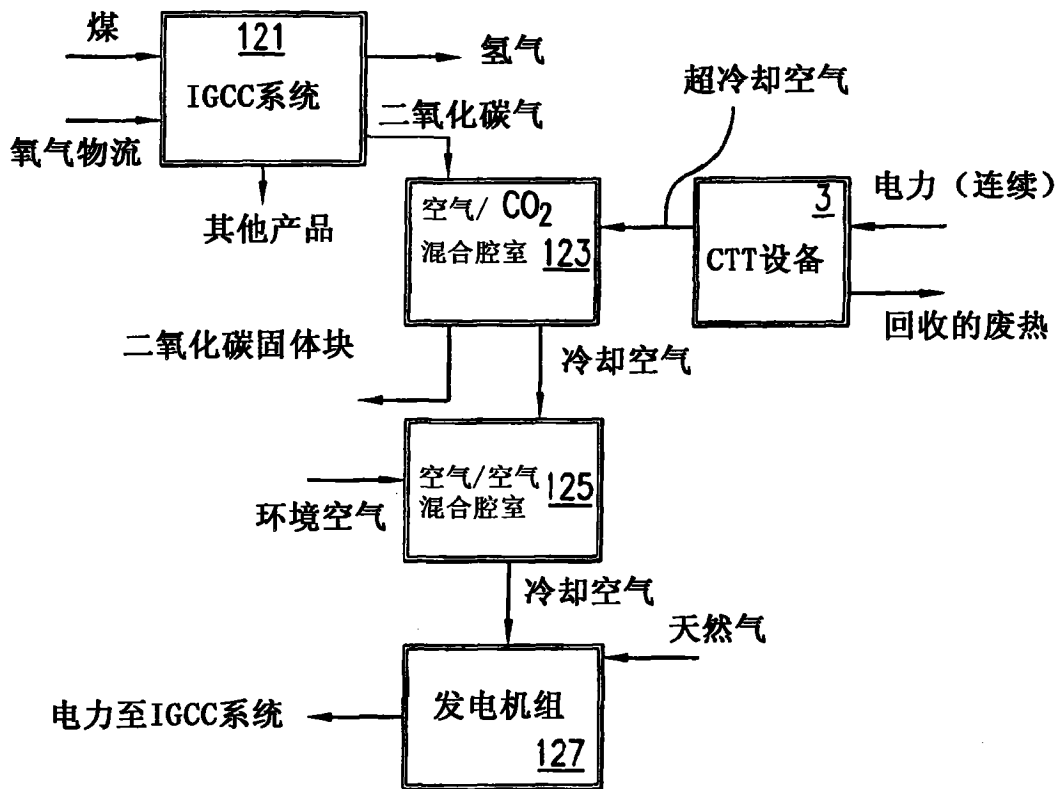 煤
121
IGCC系统
氢气
超冷却空气
二氧化碳气
氧气物流
其他产品
空气/ CO2
混合腔室 123
3
CTT设备
电力（连续）
回收的废热
二氧化碳固体块
冷却空气
空气/空气
混合腔室 125
环境空气
冷却空气
天然气
发电机组
127
电力至IGCC系统